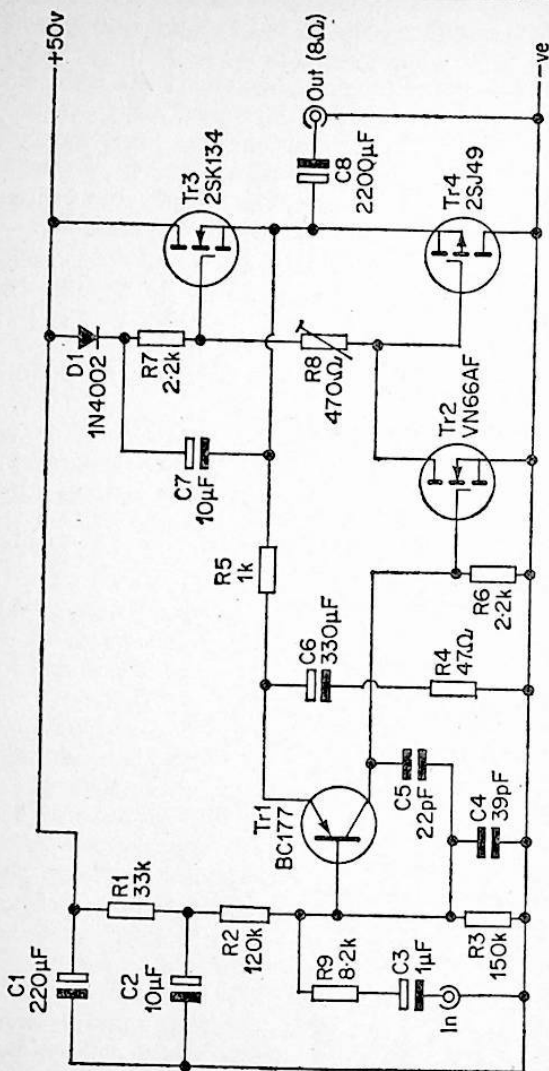 +50v
C1
220µF
R1
33k
C2
10µF
R2
120k
R9
8·2k
C3
1µF
In
R3
150k
Tr1
BC177
C5
22pF
C4
39pF
R5
1k
C6
330µF
R4
47Ω
R6
2·2k
D1
1N4002
R7
2·2k
C7
10µF
R8
470Ω
Tr2
VN66AF
Tr3
2SK134
Tr4
2SJ49
C8
2200µF
Out (8Ω)
-ve